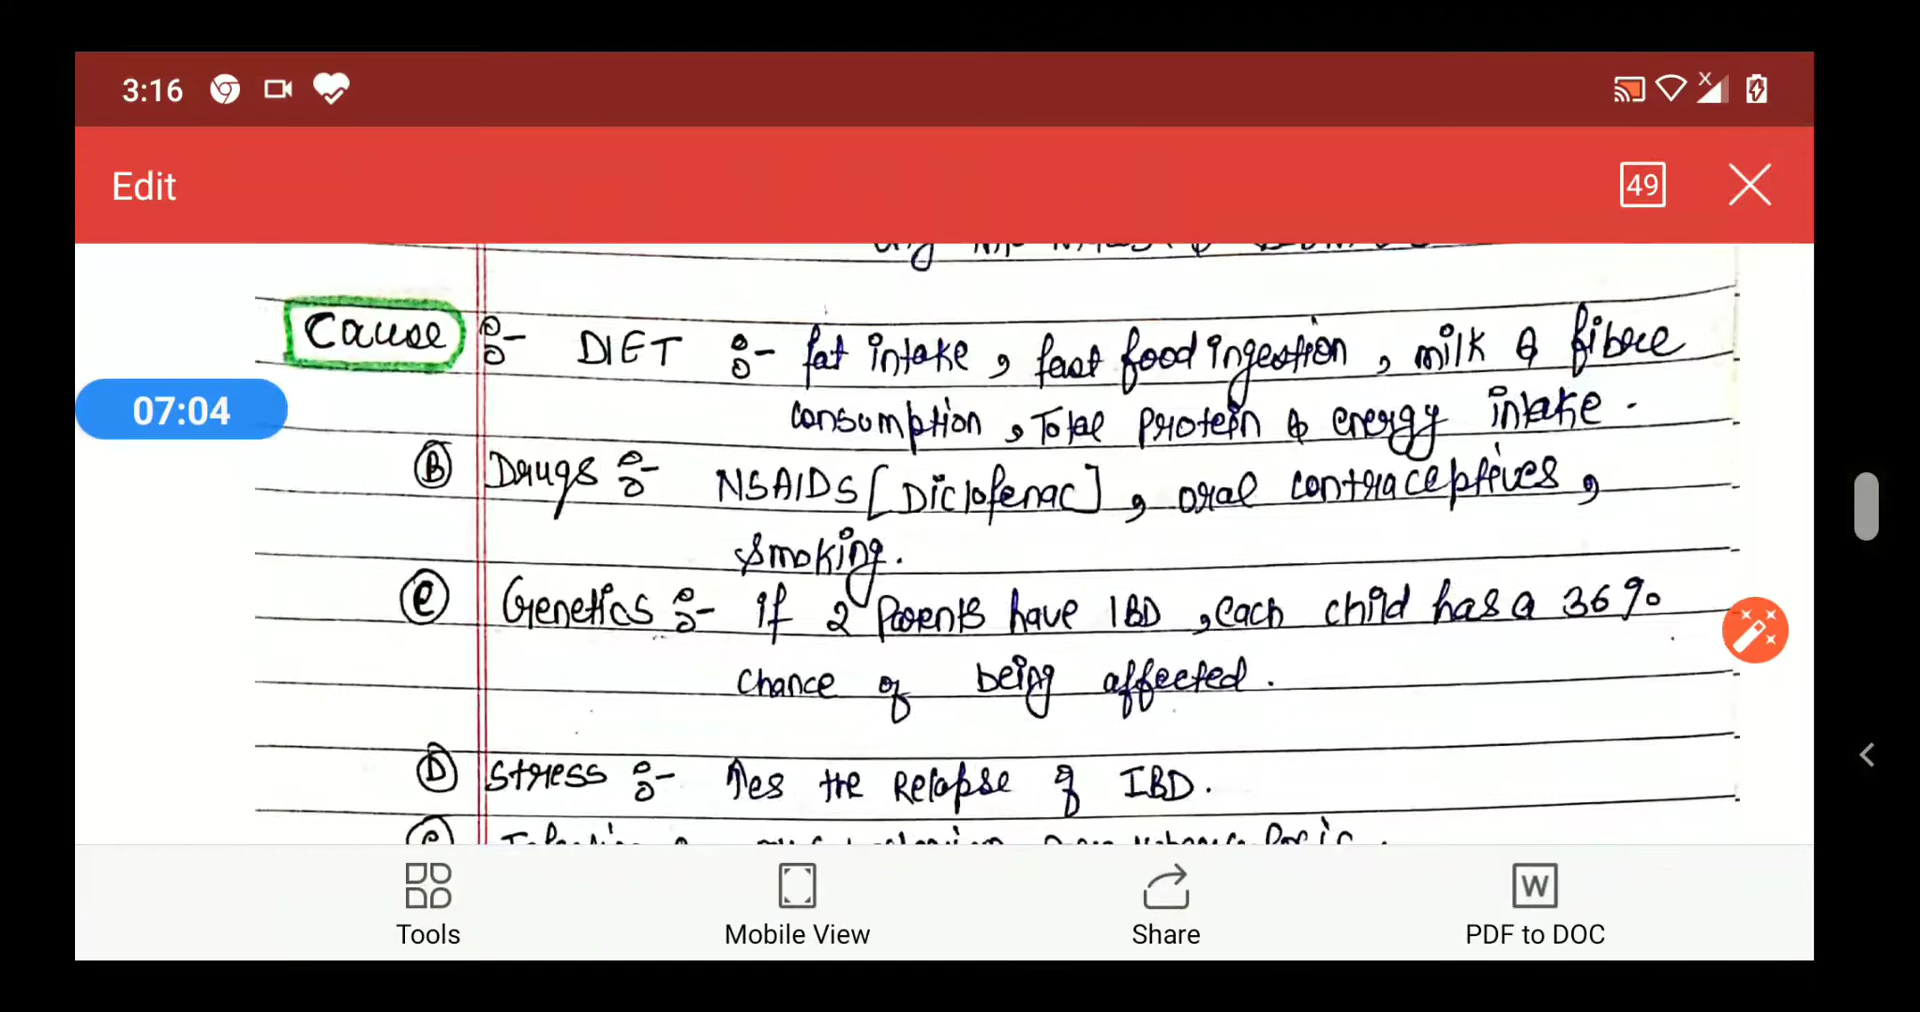 3:16
Edit
49
Cause :- DIET :- fat intake, fast food ingestion, milk & fibre
consumption, Total protein & energy intake.
07:04
B Drugs :- NSAIDS [Diclofenac], oral contraceptives,
smoking.
C Genetics :- if 2 Parents have IBD, each child has a 36%
chance of being affected.
D Stress :- ↑es the Relapse of IBD.
Tools
Mobile View
Share
W
PDF to DOC